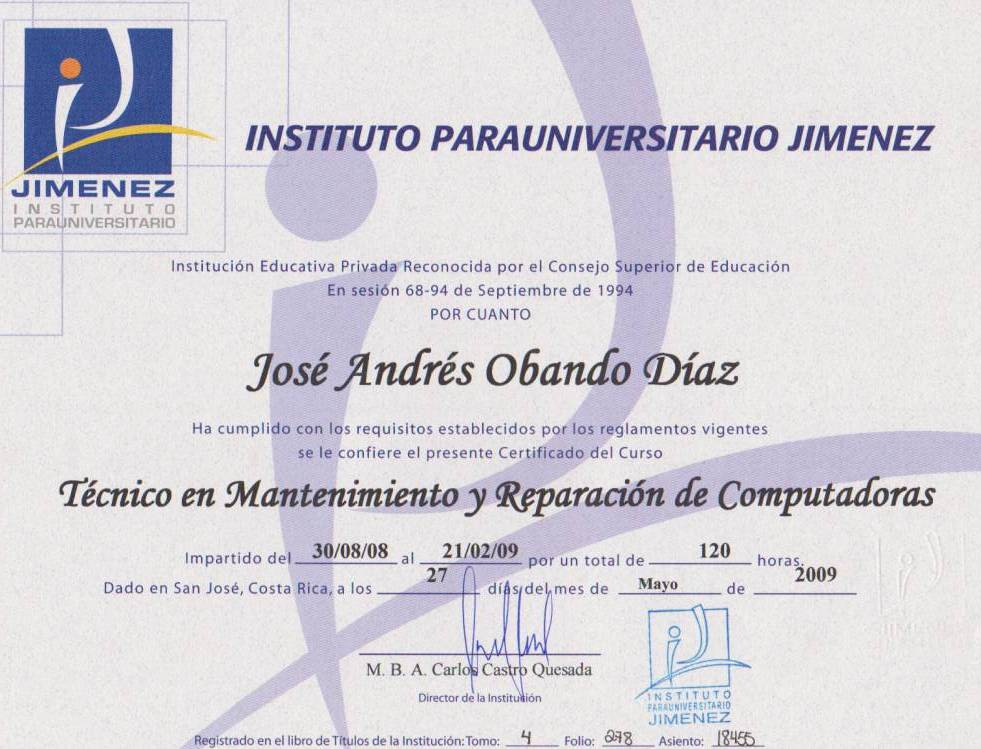 JIMENEZ
INSTITUTO
PARAUNIVERSITARIO
INSTITUTO PARAUNIVERSITARIO JIMENEZ
Institución Educativa Privada Reconocida por el Consejo Superior de Educación
En sesión 68-94 de Septiembre de 1994
POR CUANTO
José Andrés Obando Díaz
Ha cumplido con los requisitos establecidos por los reglamentos vigentes
se le confiere el presente Certificado del Curso
Técnico en Mantenimiento y Reparación de Computadoras
Impartido del 30/08/08 al 21/02/09 por un total de 120 horas.
Dado en San José, Costa Rica, a los 27 días del mes de Mayo de 2009
M. B. A. Carlos Castro Quesada
Director de la Institución
INSTITUTO
PARAUNIVERSITARIO
JIMENEZ
Registrado en el libro de Títulos de la Institución: Tomo: 4 Folio: 278 Asiento: 18455